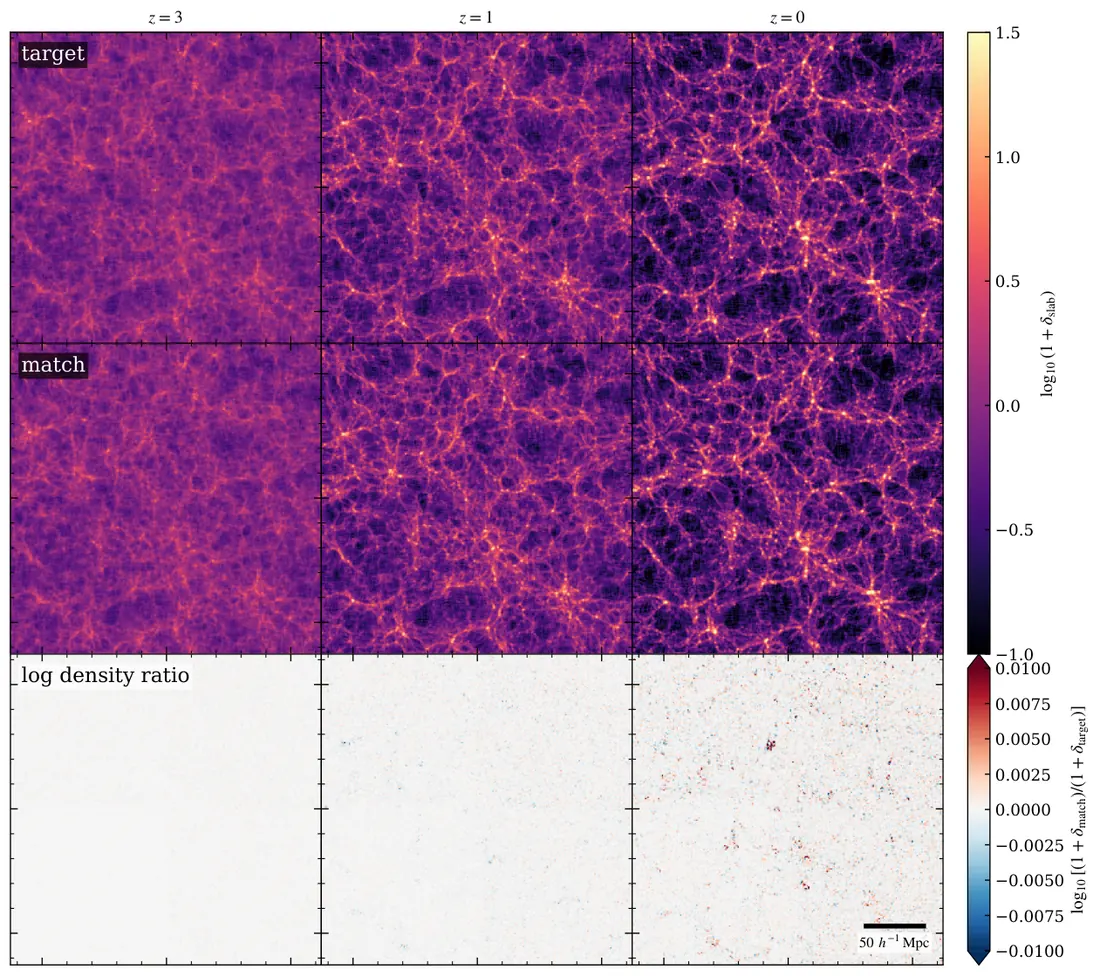 z = 3
z = 1
z = 0
target
match
log density ratio
50 h⁻¹ Mpc
1.5
1.0
0.5
0.0
−0.5
−1.0
log₁₀ (1 + δ_slab)
0.0100
0.0075
0.0050
0.0025
0.0000
−0.0025
−0.0050
−0.0075
−0.0100
log₁₀ [(1 + δ_match)/(1 + δ_target)]